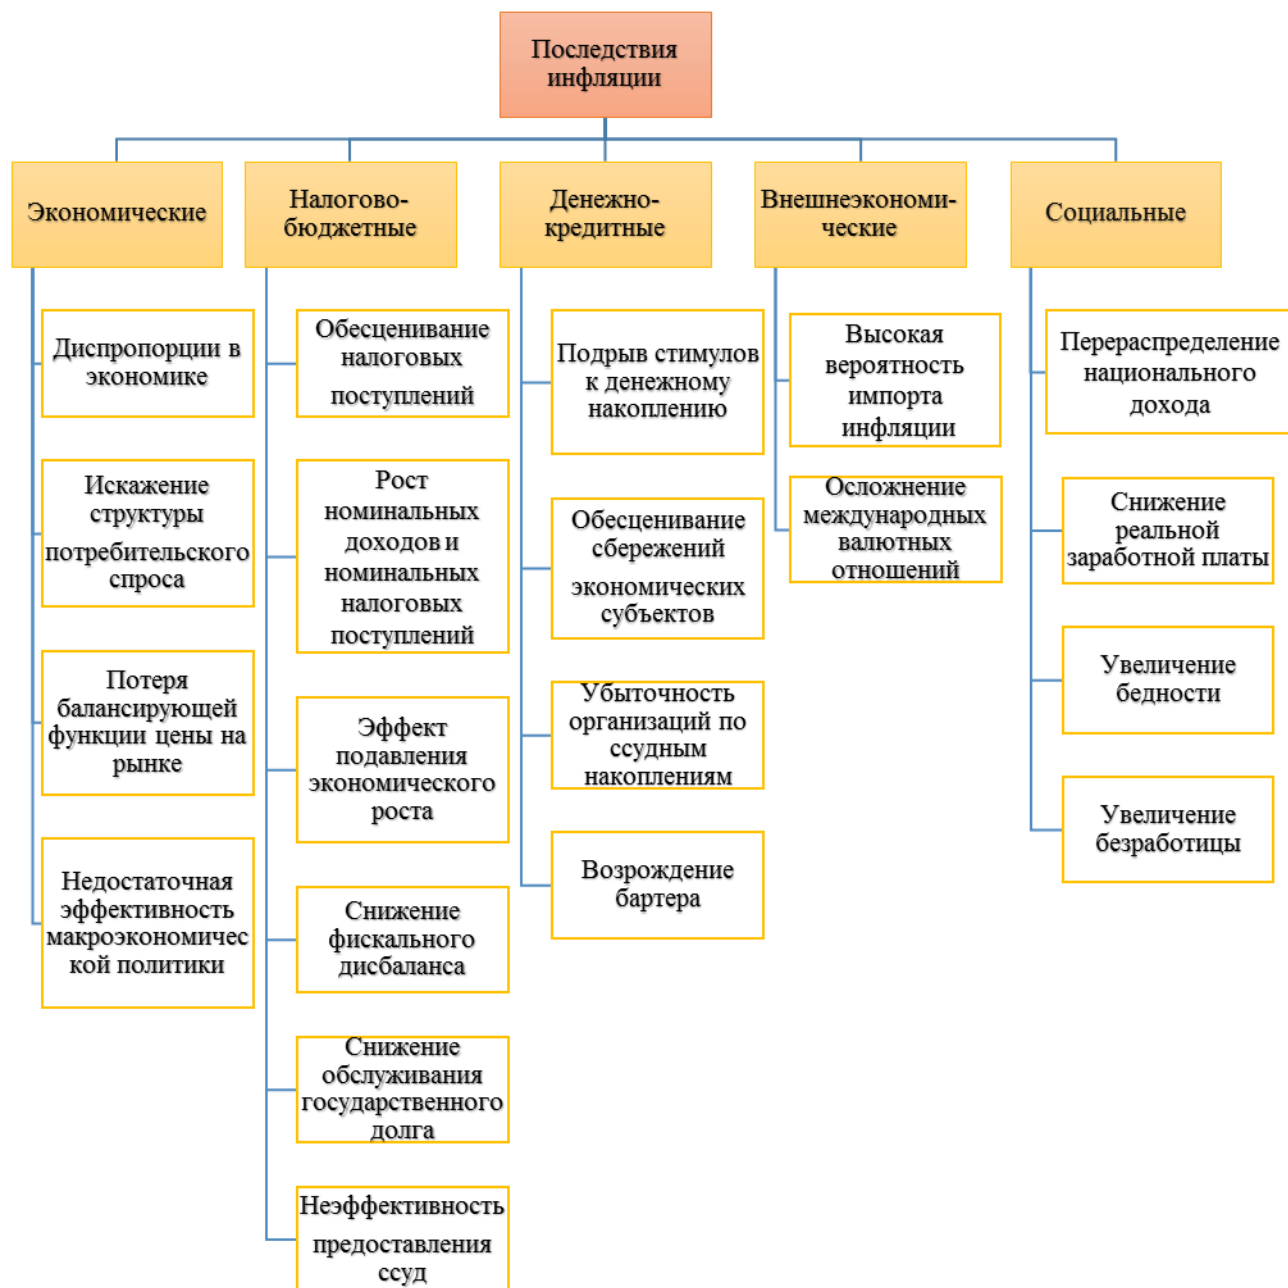 Последствия
инфляции
Экономические
Налогово-
бюджетные
Денежно-
кредитные
Внешнеэкономи-
ческие
Социальные
Диспропорции в
экономике
Искажение
структуры
потребительского
спроса
Потеря
балансирующей
функции цены на
рынке
Недостаточная
эффективность
макроэкономичес
кой политики
Обесценивание
налоговых
поступлений
Рост
номинальных
доходов и
номинальных
налоговых
поступлений
Эффект
подавления
экономического
роста
Снижение
фискального
дисбаланса
Снижение
обслуживания
государственного
долга
Неэффективность
предоставления
ссуд
Подрыв стимулов
к денежному
накоплению
Обесценивание
сбережений
экономических
субъектов
Убыточность
организаций по
ссудным
накоплениям
Возрождение
бартера
Высокая
вероятность
импорта
инфляции
Осложнение
международных
валютных
отношений
Перераспределение
национального
дохода
Снижение
реальной
заработной платы
Увеличение
бедности
Увеличение
безработицы